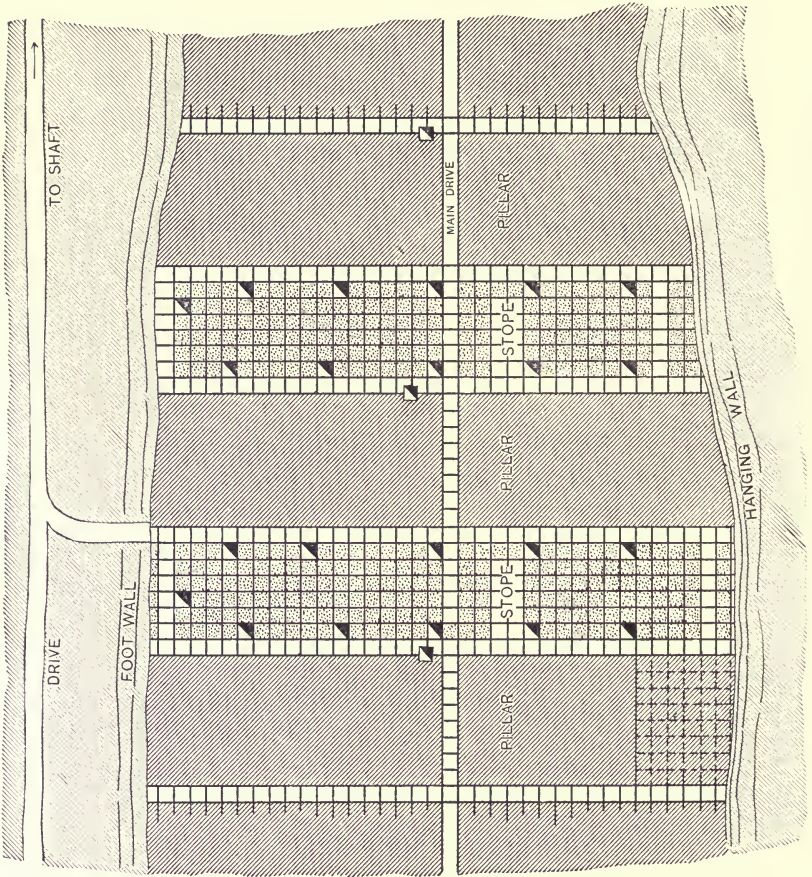 TO SHAFT
DRIVE
FOOT WALL
MAIN DRIVE
PILLAR
STOPE
PILLAR
STOPE
PILLAR
HANGING WALL